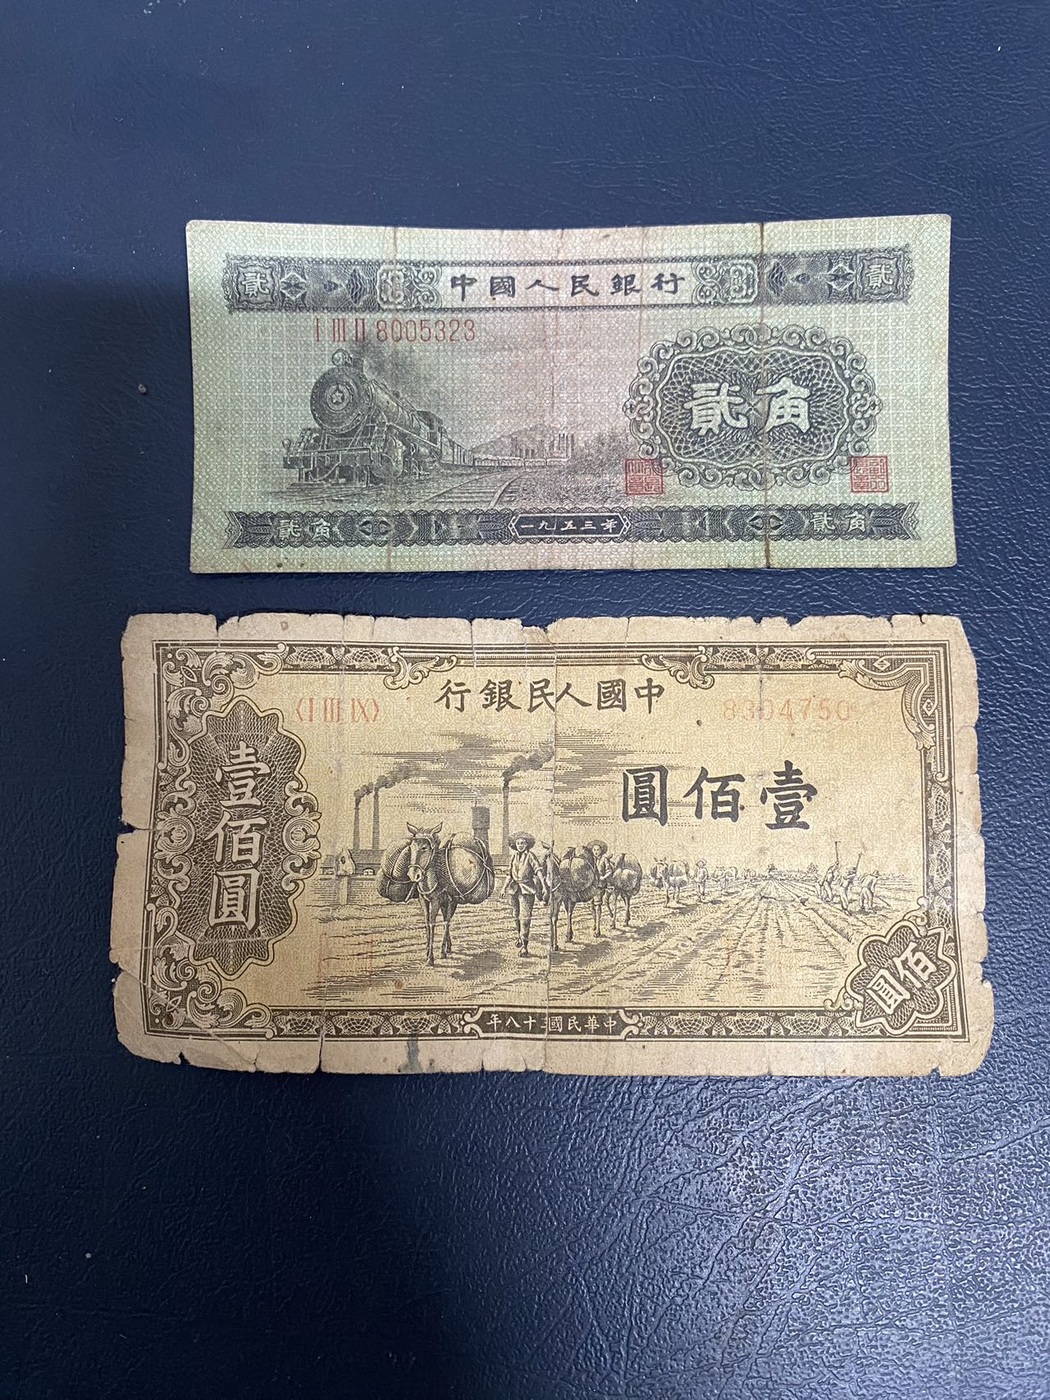 貳 中國人民銀行 貳
I III II 8005323
貳角
貳角 一九五三年 貳角
行銀民人國中
〈I III IX〉 8304750
壹佰圓
圓佰壹
佰圓
年八十三國民華中